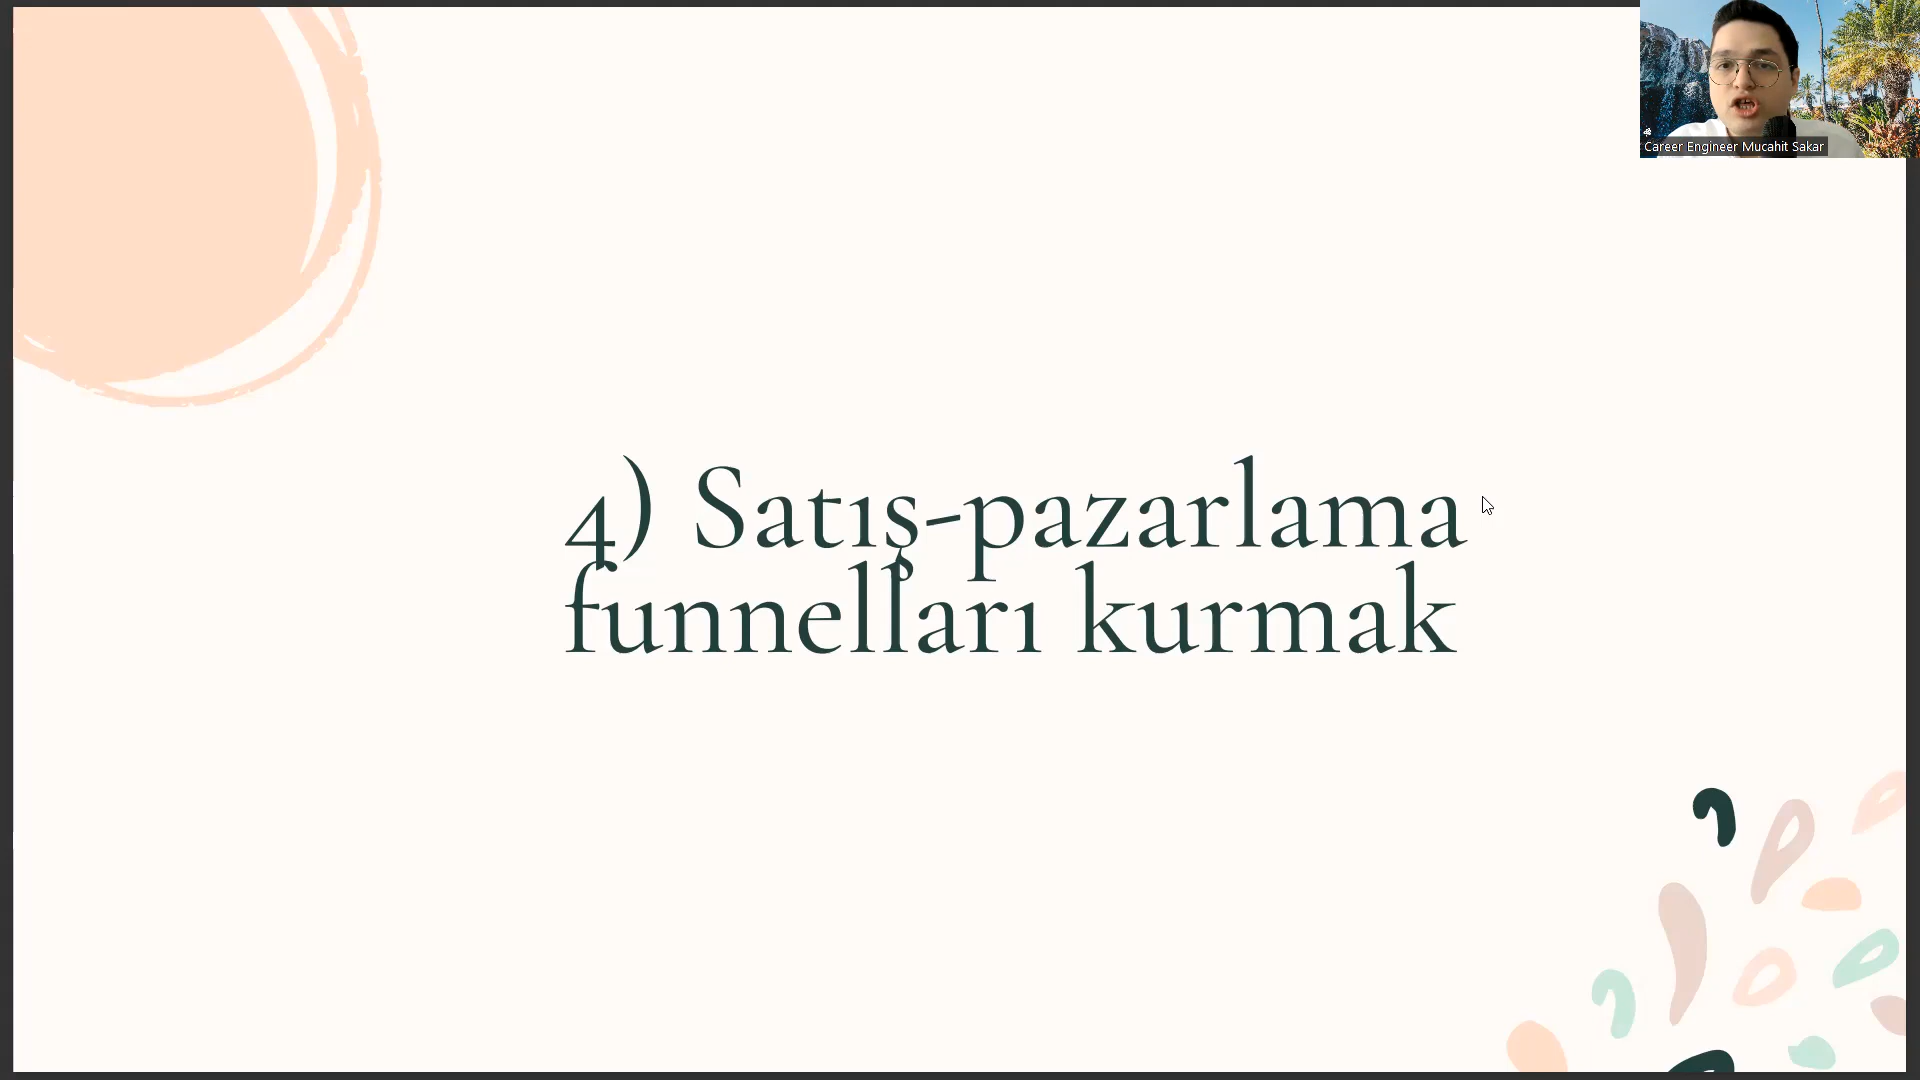 Career Engineer Mucahit Sakar
4) Satış-pazarlama
funnelları kurmak